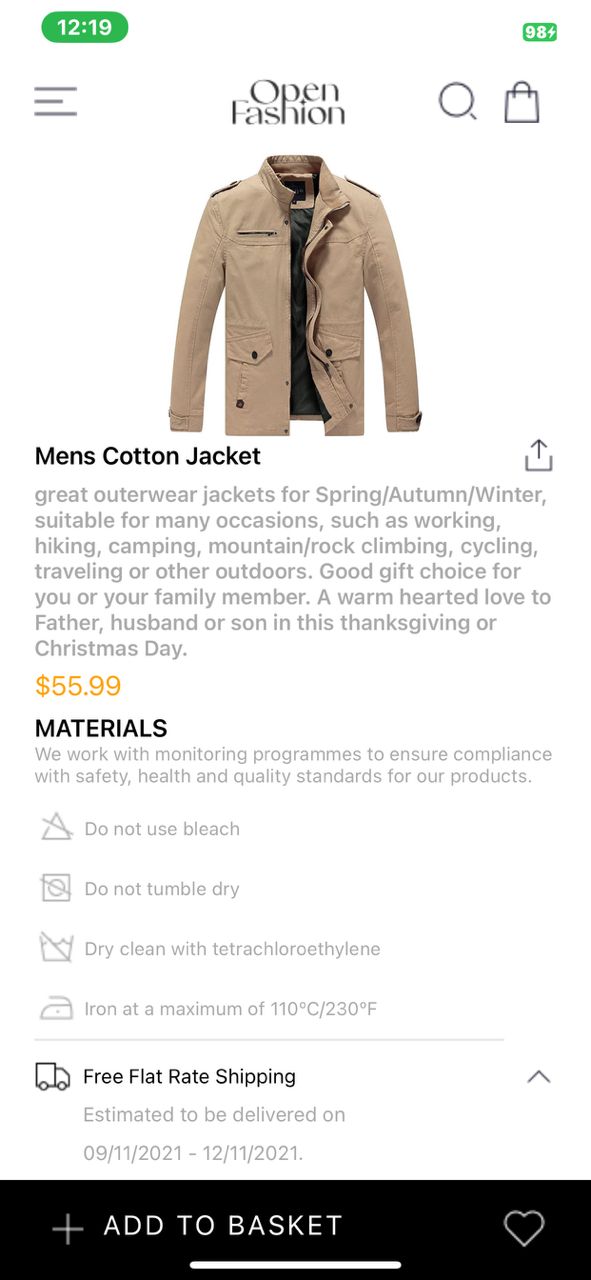 12:19
98
Open
Fashion
Mens Cotton Jacket
great outerwear jackets for Spring/Autumn/Winter,
suitable for many occasions, such as working,
hiking, camping, mountain/rock climbing, cycling,
traveling or other outdoors. Good gift choice for
you or your family member. A warm hearted love to
Father, husband or son in this thanksgiving or
Christmas Day.
$55.99
MATERIALS
We work with monitoring programmes to ensure compliance
with safety, health and quality standards for our products.
Do not use bleach
Do not tumble dry
Dry clean with tetrachloroethylene
Iron at a maximum of 110°C/230°F
Free Flat Rate Shipping
Estimated to be delivered on
09/11/2021 - 12/11/2021.
ADD TO BASKET